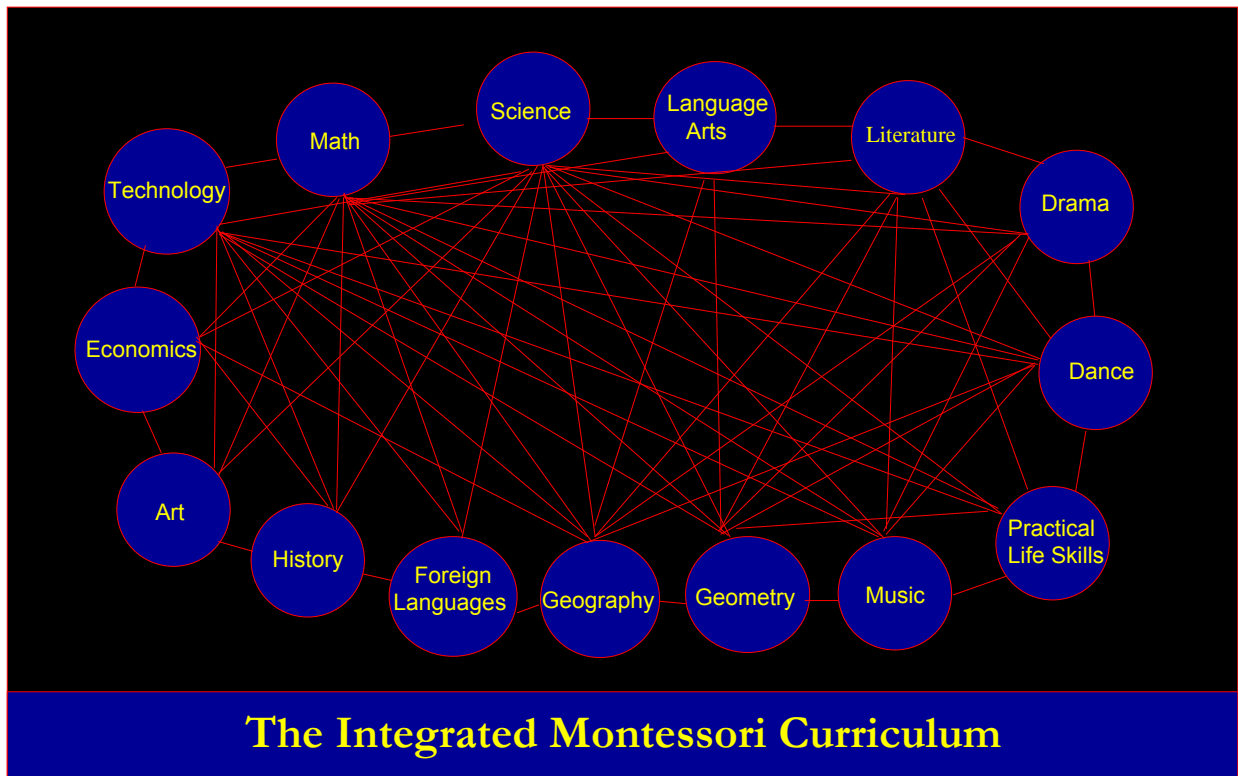 Science
Language
Arts
Literature
Math
Technology
Drama
Economics
Dance
Art
History
Foreign
Languages
Geography
Geometry
Music
Practical
Life Skills
The Integrated Montessori Curriculum